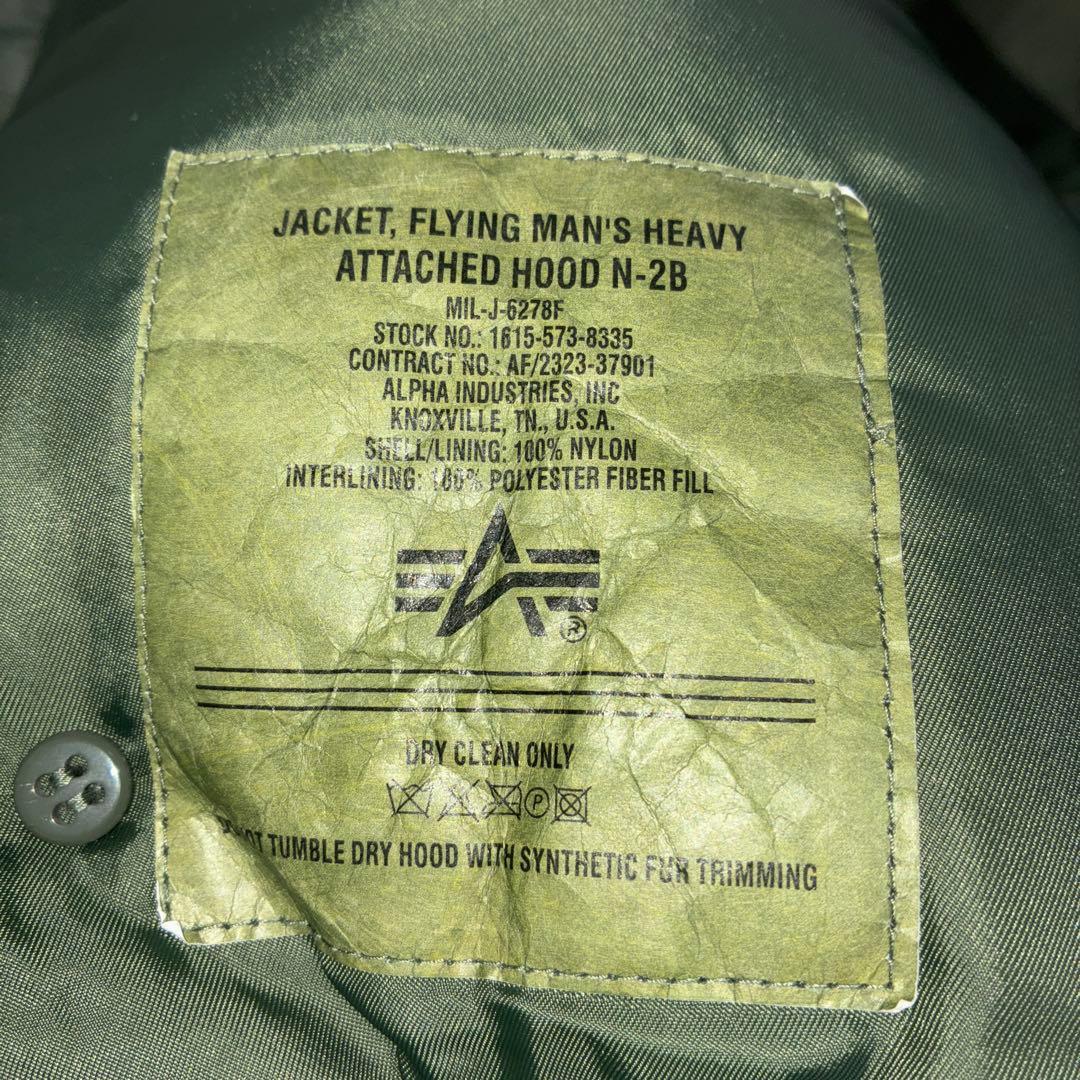 JACKET, FLYING MAN'S HEAVY
ATTACHED HOOD N-2B
MIL-J-6278F
STOCK NO.: 1615-573-8335
CONTRACT NO.: AF/2323-37901
ALPHA INDUSTRIES, INC
KNOXVILLE, TN., U.S.A.
SHELL/LINING: 100% NYLON
INTERLINING: 100% POLYESTER FIBER FILL
®
DRY CLEAN ONLY
P
TUMBLE DRY HOOD WITH SYNTHETIC FUR TRIMMING